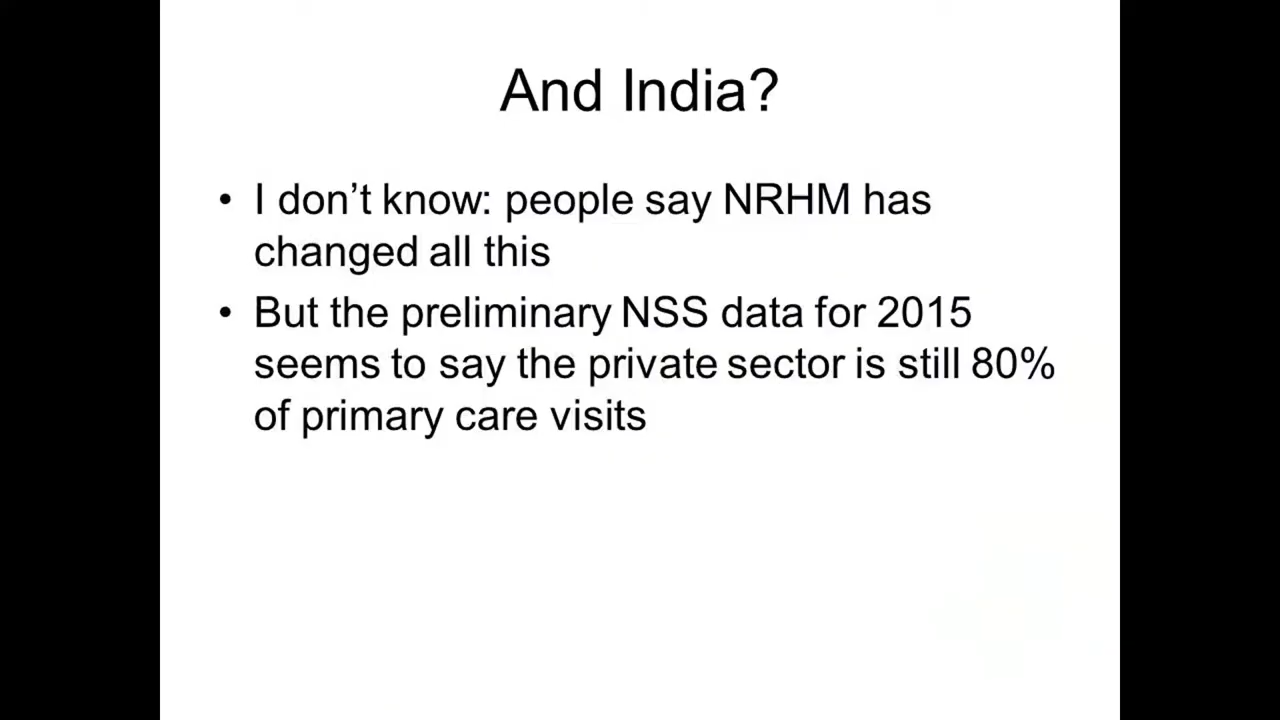 And India?
• I don’t know: people say NRHM has
changed all this
• But the preliminary NSS data for 2015
seems to say the private sector is still 80%
of primary care visits